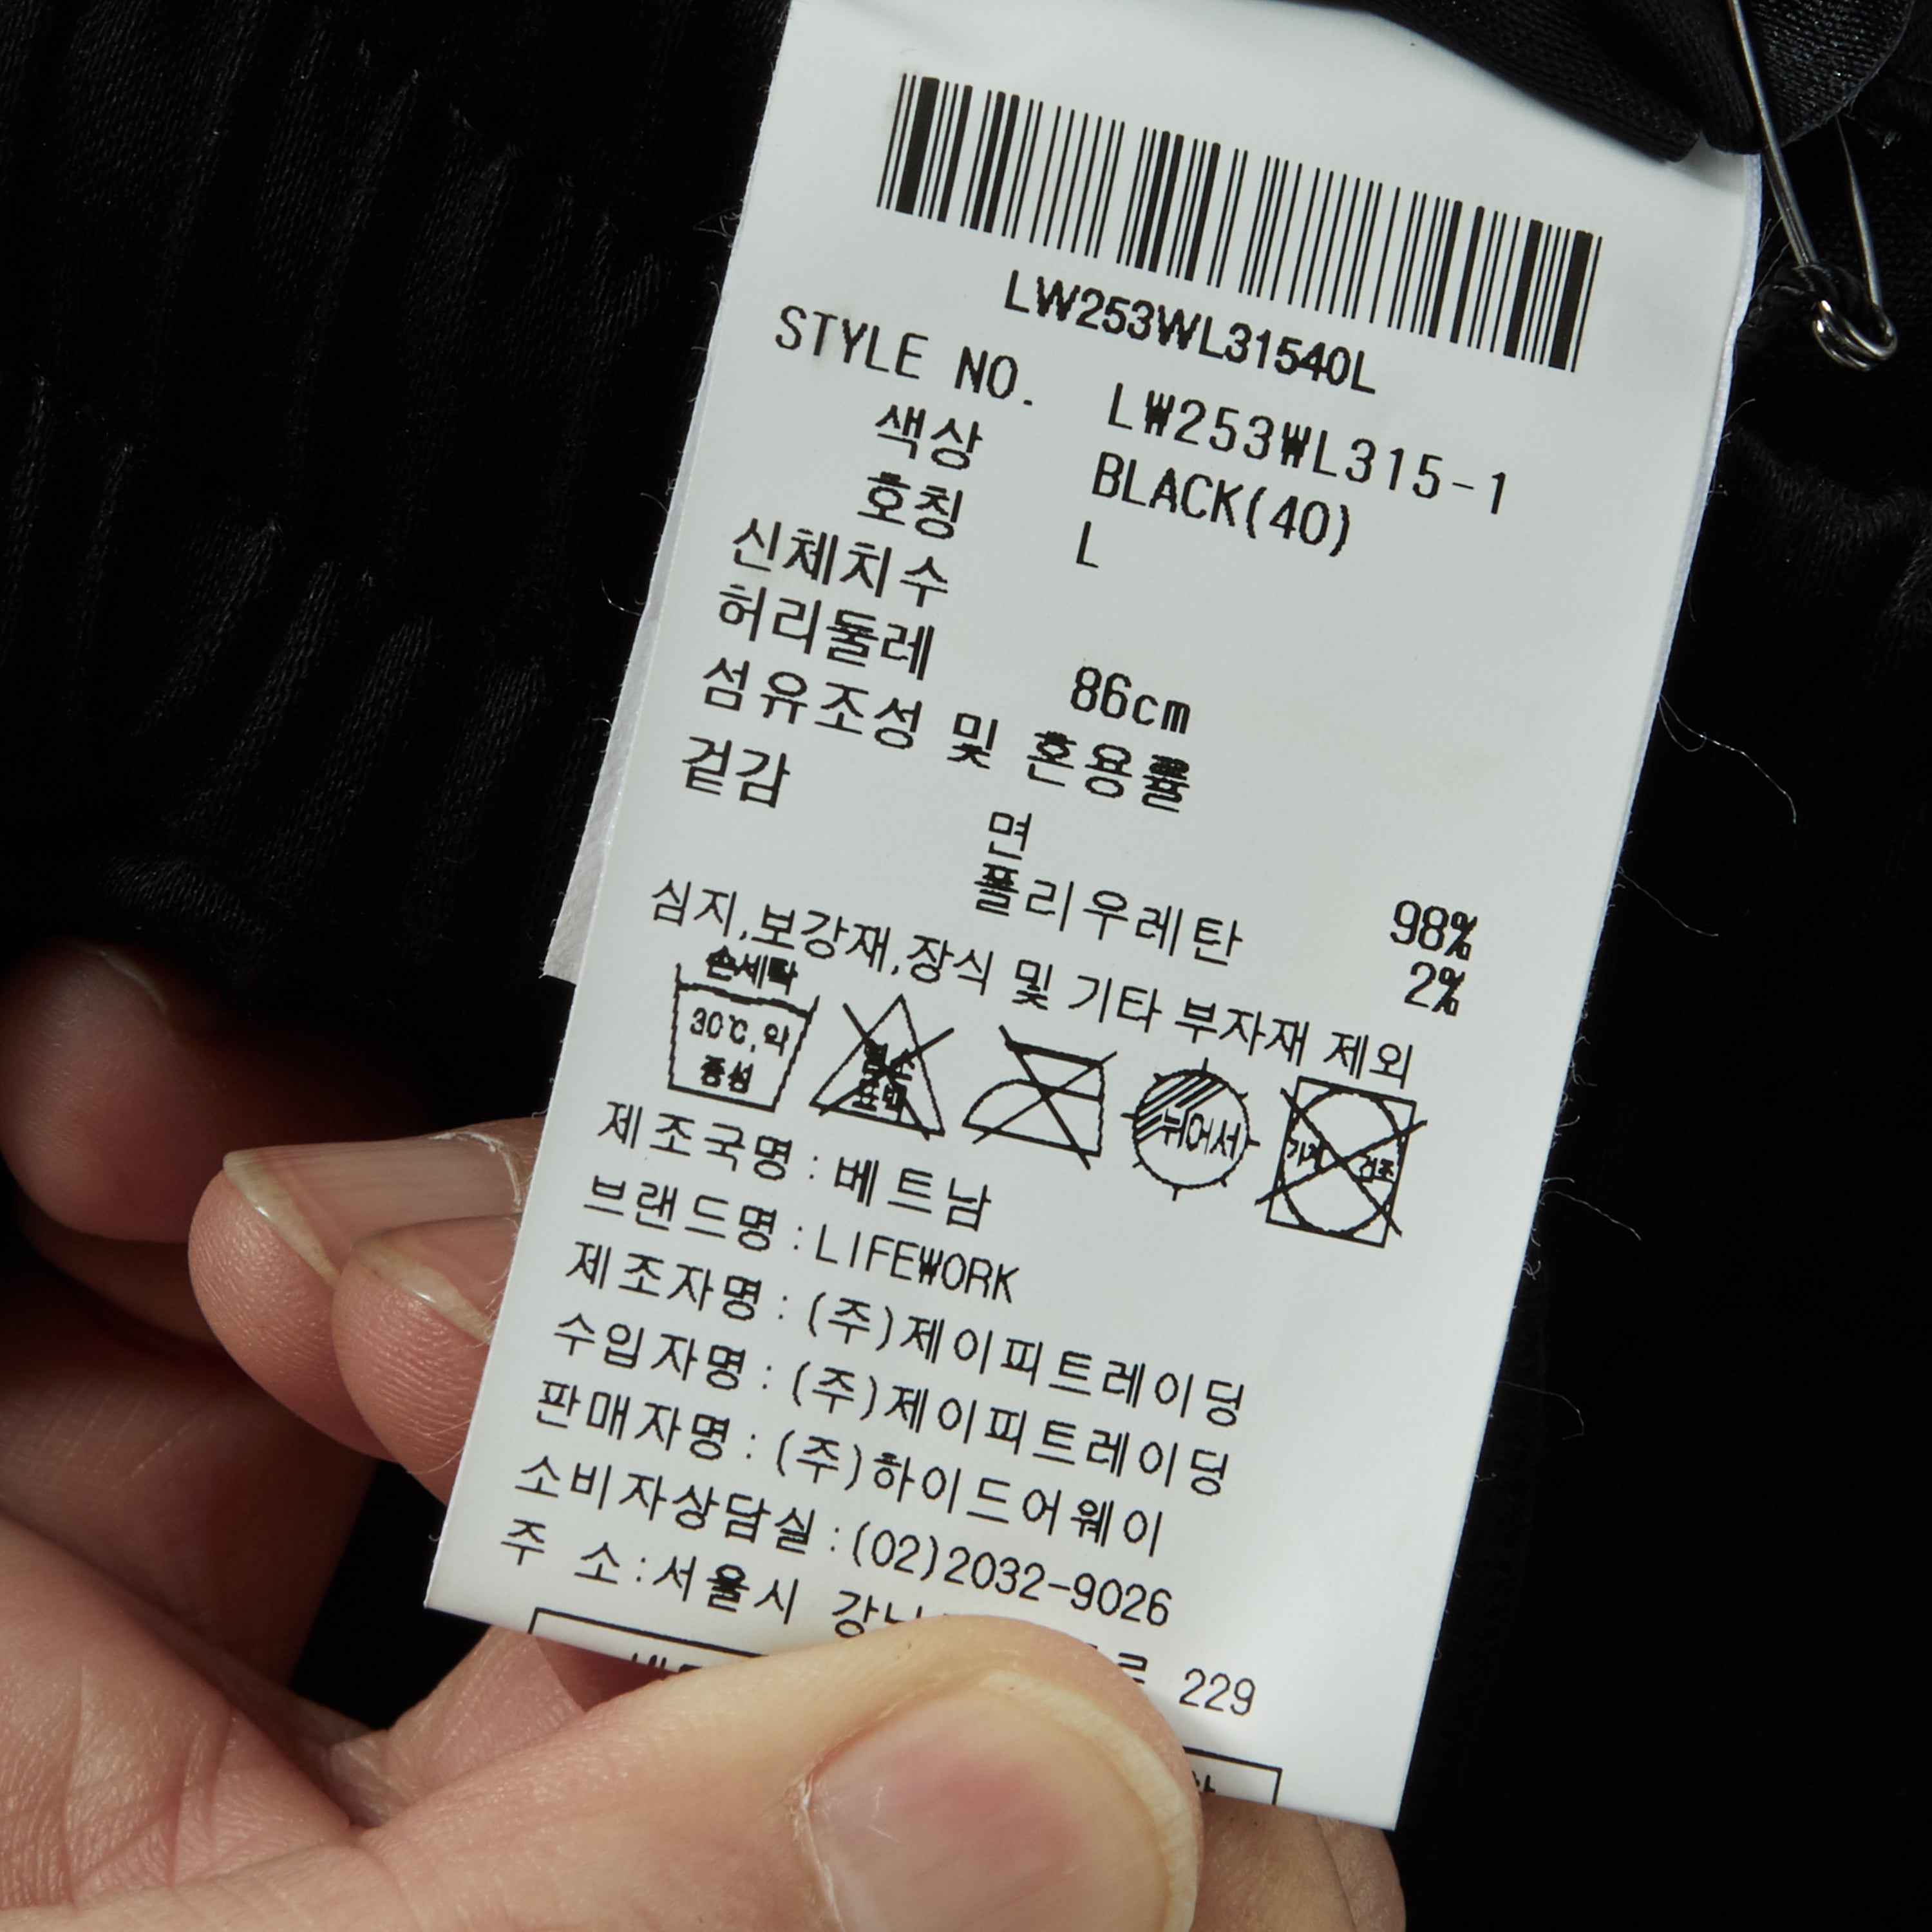 LW253WL31540L
STYLE NO. LW253WL315-1
색상 BLACK(40)
호칭 L
신체치수
허리둘레 86cm
섬유조성 및 혼용률
겉감
면 98%
폴리우레탄 2%
심지,보강재,장식 및 기타 부자재 제외
손세탁
30℃.약
중성
염소
표백
뉘어서
기계 건조
제조국명:베트남
브랜드명:LIFEWORK
제조자명:(주)제이피트레이딩
수입자명:(주)제이피트레이딩
판매자명:(주)하이드어웨이
소비자상담실:(02)2032-9026
주 소:서울시
229